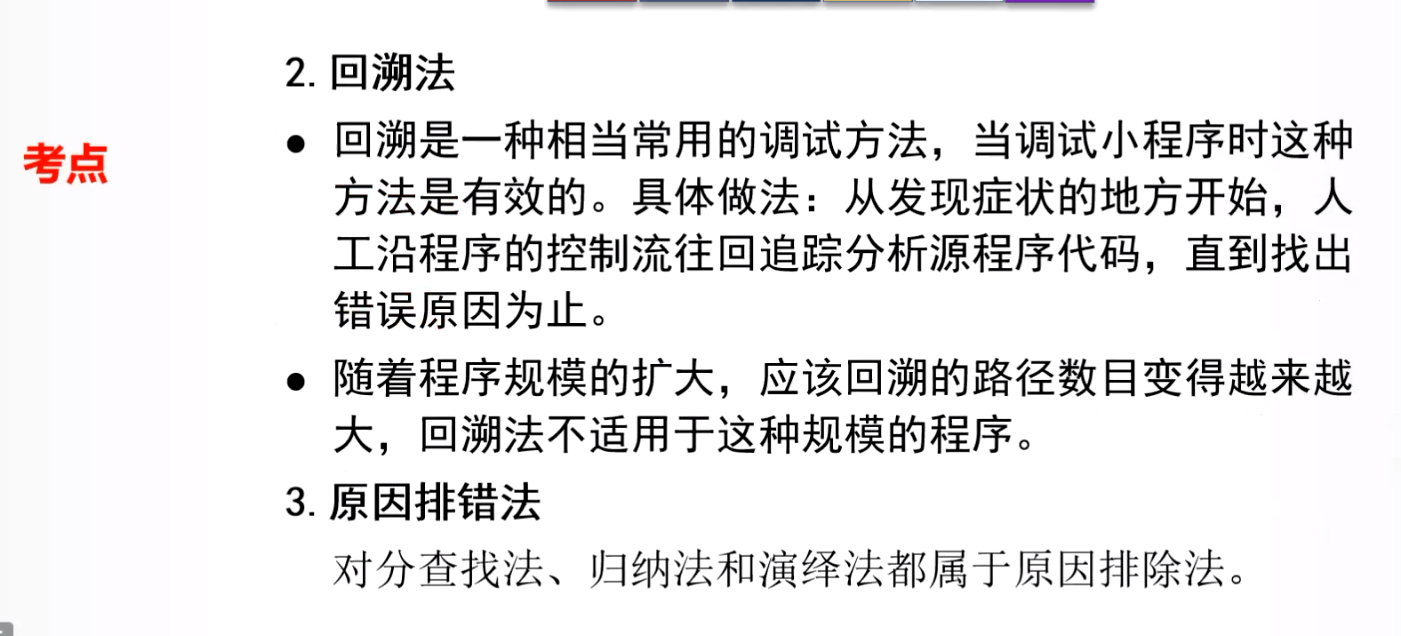 2. 回溯法
考点
● 回溯是一种相当常用的调试方法，当调试小程序时这种
方法是有效的。具体做法：从发现症状的地方开始，人
工沿程序的控制流往回追踪分析源程序代码，直到找出
错误原因为止。
● 随着程序规模的扩大，应该回溯的路径数目变得越来越
大，回溯法不适用于这种规模的程序。
3. 原因排错法
对分查找法、归纳法和演绎法都属于原因排除法。